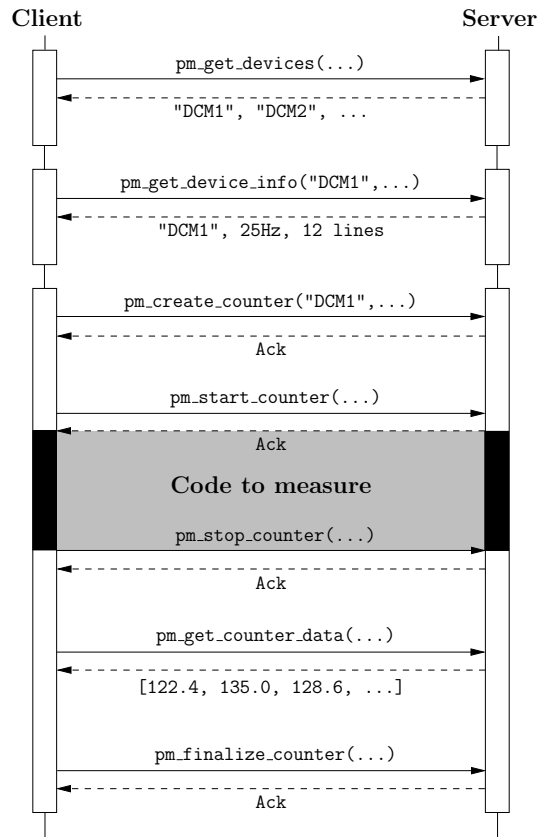 Client Server
pm_get_devices(...)
"DCM1", "DCM2", ...
pm_get_device_info("DCM1",...)
"DCM1", 25Hz, 12 lines
pm_create_counter("DCM1",...)
Ack
pm_start_counter(...)
Ack
Code to measure
pm_stop_counter(...)
Ack
pm_get_counter_data(...)
[122.4, 135.0, 128.6, ...]
pm_finalize_counter(...)
Ack